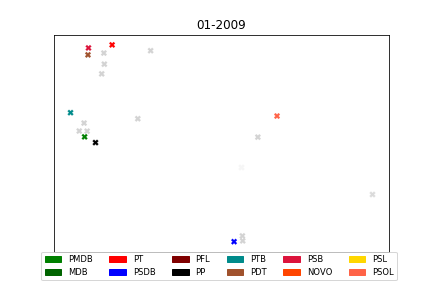 01-2009
PMDB PT PFL PTB PSB PSL
MDB PSDB PP PDT NOVO PSOL